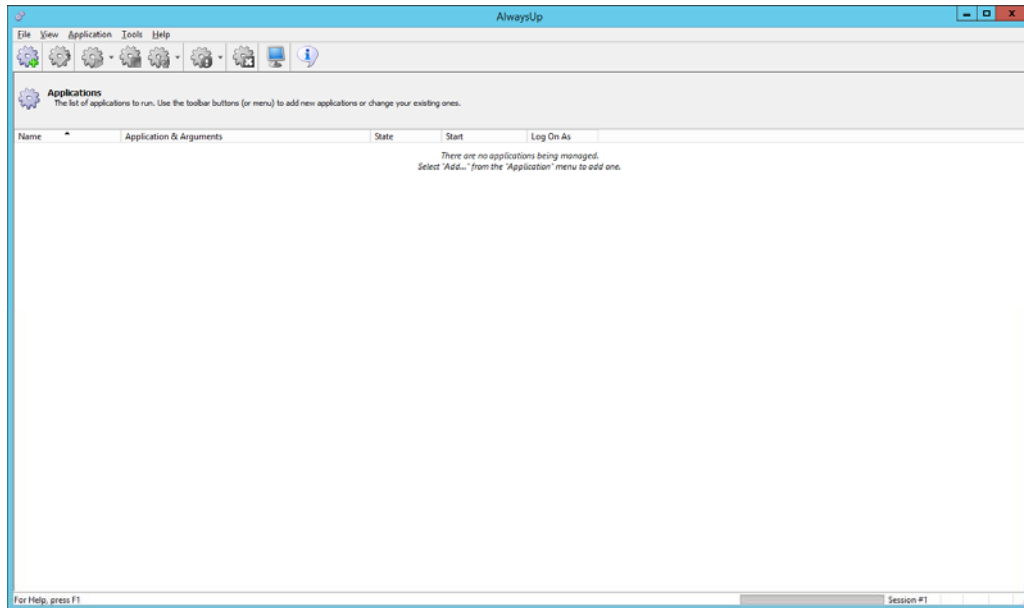 AlwaysUp
File View Application Tools Help
Applications
The list of applications to run. Use the toolbar buttons (or menu) to add new applications or change your existing ones.
Name Application & Arguments State Start Log On As
There are no applications being managed.
Select "Add..." from the "Application" menu to add one.
For Help, press F1 Session #1